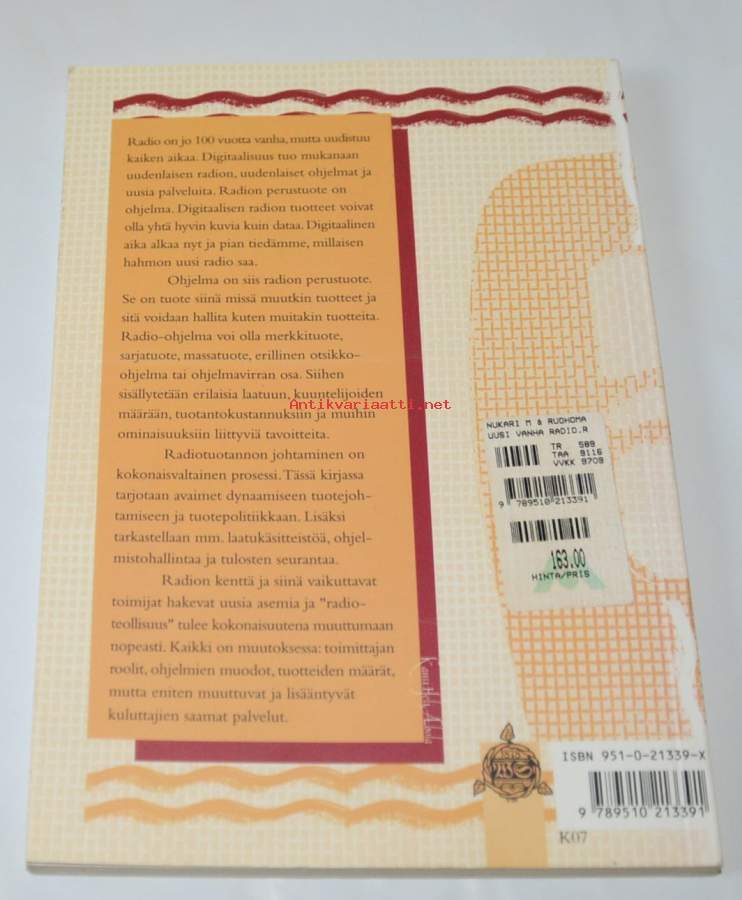 Radio on jo 100 vuotta vanha, mutta uudistuu
kaiken aikaa. Digitaalisuus tuo mukanaan
uudenlaisen radion, uudenlaiset ohjelmat ja
uusia palveluita. Radion perustuote on
ohjelma. Digitaalisen radion tuotteet voivat
olla yhtä hyvin kuvia kuin dataa. Digitaalinen
aika alkaa nyt ja pian tiedämme, millaisen
hahmon uusi radio saa.
Ohjelma on siis radion perustuote.
Se on tuote siinä missä muutkin tuotteet ja
sitä voidaan hallita kuten muitakin tuotteita.
Radio-ohjelma voi olla merkkituote,
sarjatuote, massatuote, erillinen otsikko-
ohjelma tai ohjelmavirran osa. Siihen
sisällytetään erilaisia laatuun, kuuntelijoiden
määrään, tuotantokustannuksiin ja muihin
ominaisuuksiin liittyviä tavoitteita.
Radiotuotannon johtaminen on
kokonaisvaltainen prosessi. Tässä kirjassa
tarjotaan avaimet dynaamiseen tuotejoh-
tamiseen ja tuotepolitiikkaan. Lisäksi
tarkastellaan mm. laatukäsitteistöä, ohjel-
mistohallintaa ja tulosten seurantaa.
Radion kenttä ja siinä vaikuttavat
toimijat hakevat uusia asemia ja "radio-
teollisuus" tulee kokonaisuutena muuttumaan
nopeasti. Kaikki on muutoksessa: toimittajan
roolit, ohjelmien muodot, tuotteiden määrät,
mutta eniten muuttuvat ja lisääntyvät
kuluttajien saamat palvelut.
Antikvariaatti.net
NUKARI M & RUOHOMA
UUSI VANHA RADIO.R
TR 589
TAA 9116
VVKK 9709
9 789510 213391
163.00
HINTA/PRIS
WS
ISBN 951-0-21339-X
9 789510 213391
K07